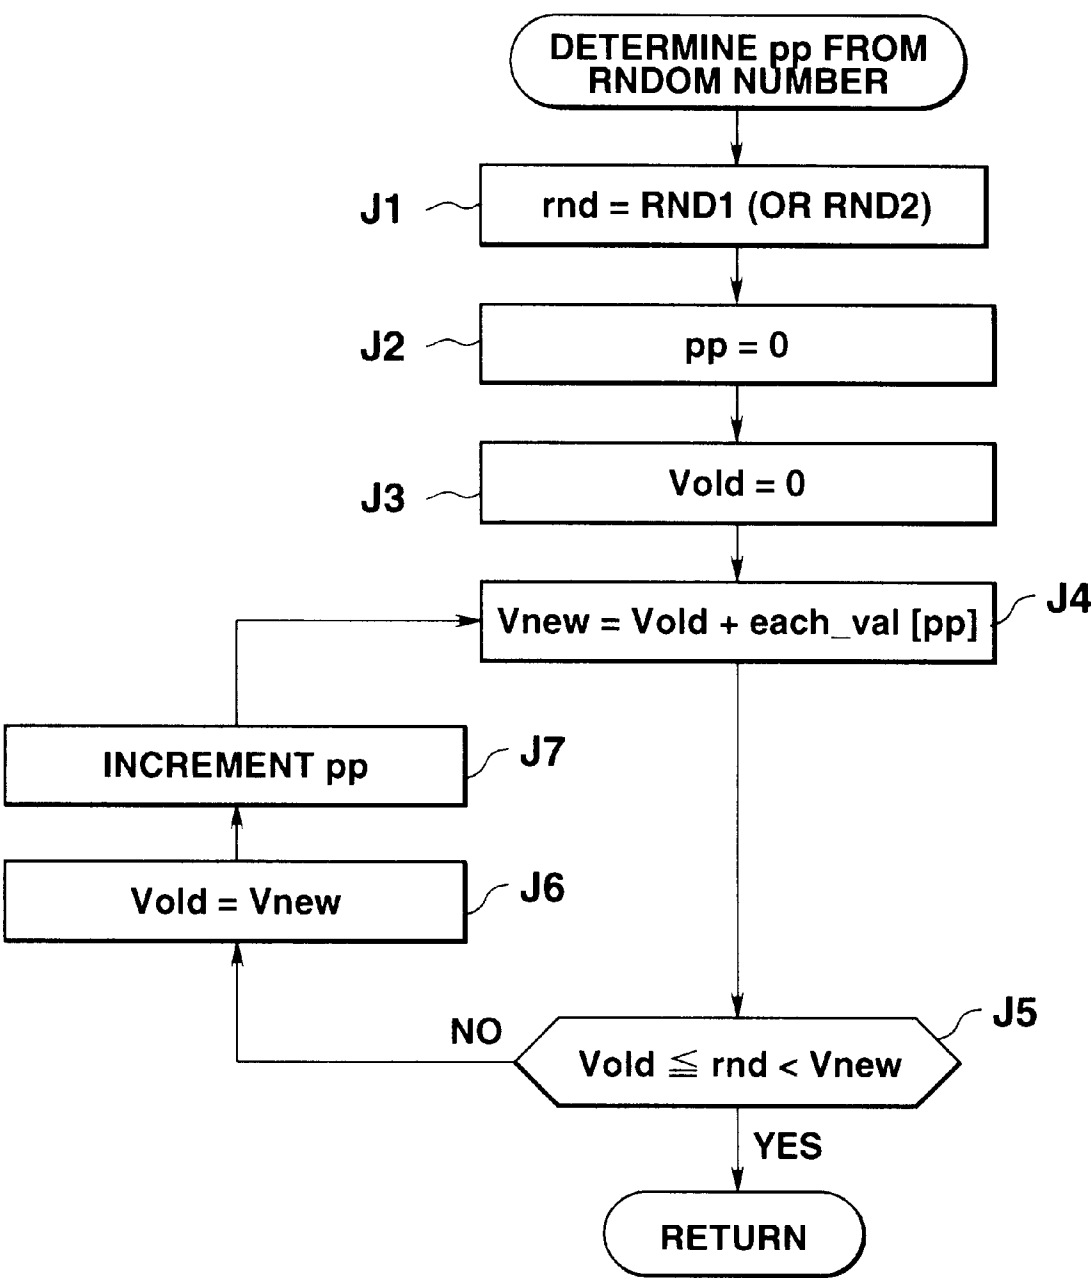 DETERMINE pp FROM
RNDOM NUMBER
J1
rnd = RND1 (OR RND2)
J2
pp = 0
J3
Vold = 0
J4
Vnew = Vold + each_val [pp]
INCREMENT pp
J7
Vold = Vnew
J6
NO
J5
Vold ≦ rnd < Vnew
YES
RETURN